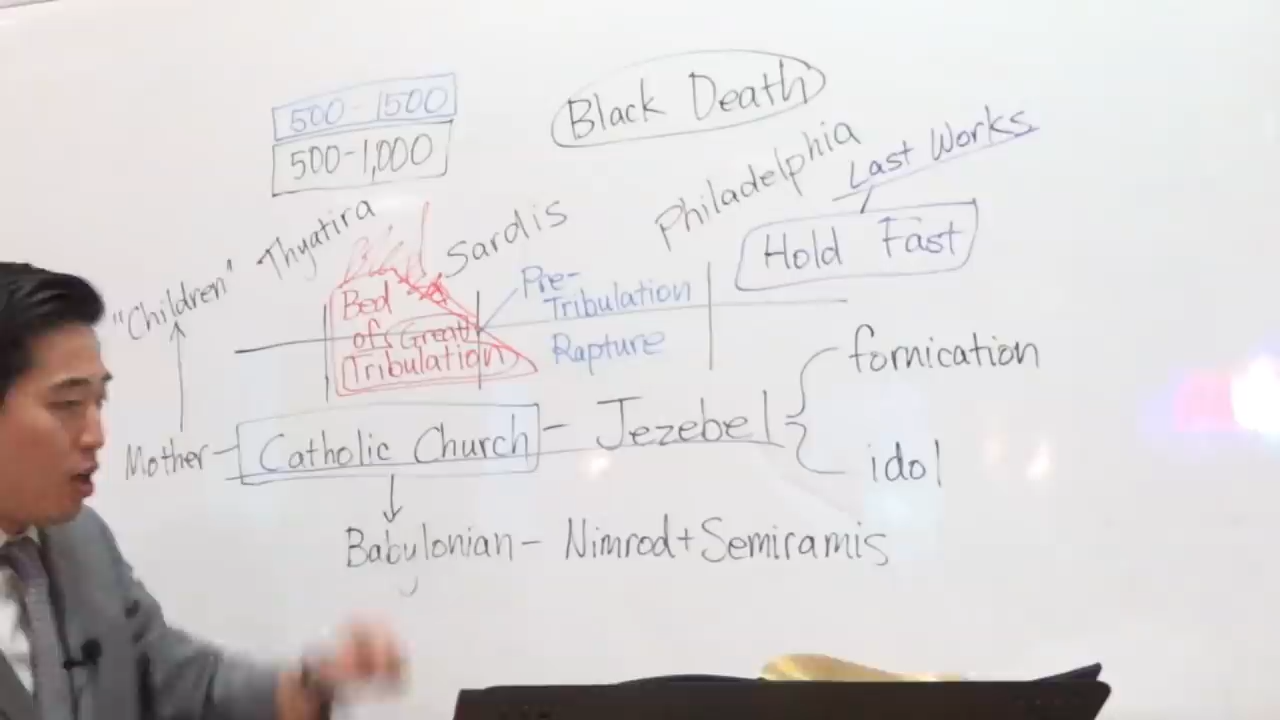 500-1500
500-1,000
Black Death
"Children"
Thyatira
Sardis
Philadelphia
Last Works
Hold Fast
Bed
of Great
Tribulation
Pre-
Tribulation
Rapture
Mother
Catholic Church - Jezebel
fornication
idol
Babylonian - Nimrod + Semiramis